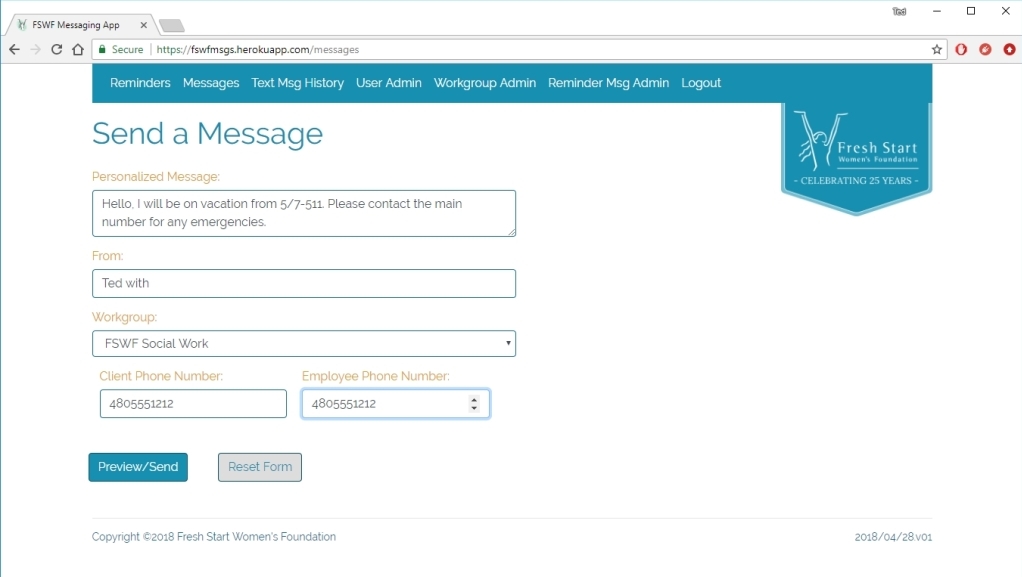 FSWF Messaging App
Ted
Secure
https://fswfmsgs.herokuapp.com/messages
Reminders Messages Text Msg History User Admin Workgroup Admin Reminder Msg Admin Logout
Fresh Start
Women's Foundation
- CELEBRATING 25 YEARS -
Send a Message
Personalized Message:
Hello, I will be on vacation from 5/7-511. Please contact the main
number for any emergencies.
From:
Ted with
Workgroup:
FSWF Social Work
Client Phone Number: Employee Phone Number:
4805551212 4805551212
Preview/Send Reset Form
Copyright ©2018 Fresh Start Women's Foundation 2018/04/28.v01